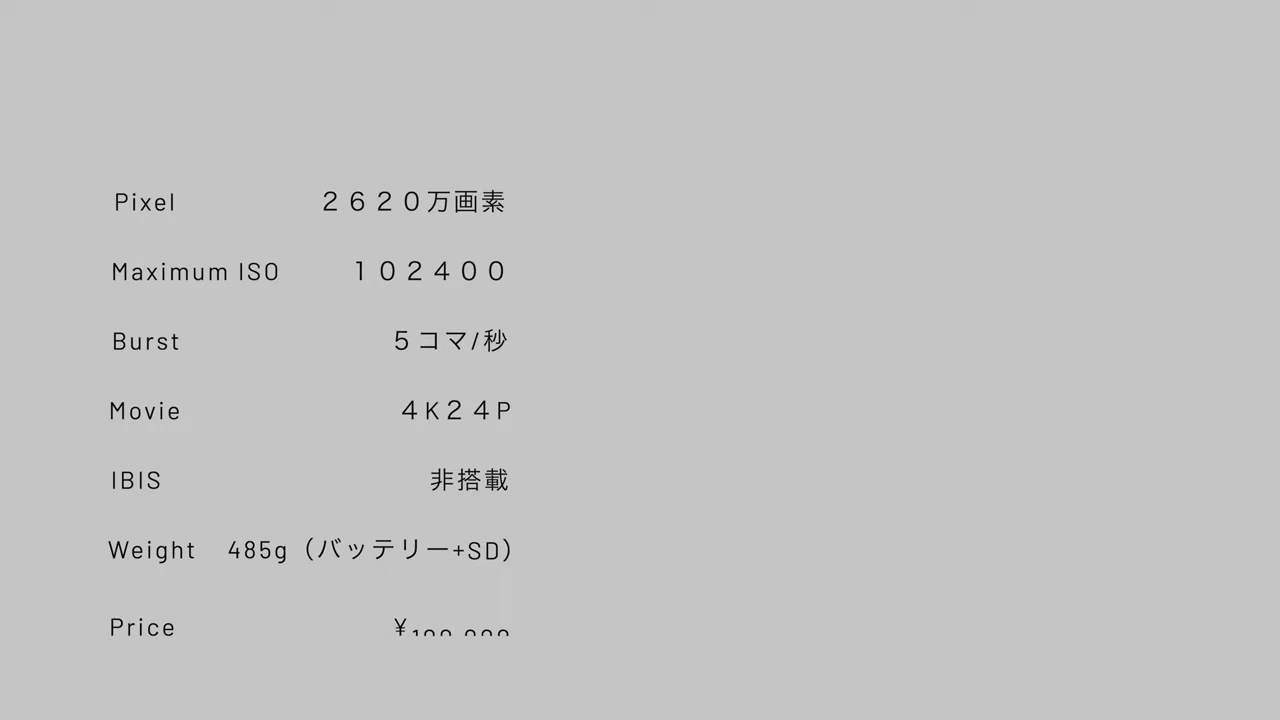 Pixel ２６２０万画素
Maximum ISO １０２４００
Burst ５コマ/秒
Movie ４K２４P
IBIS 非搭載
Weight 485g（バッテリー+SD）
Price ¥